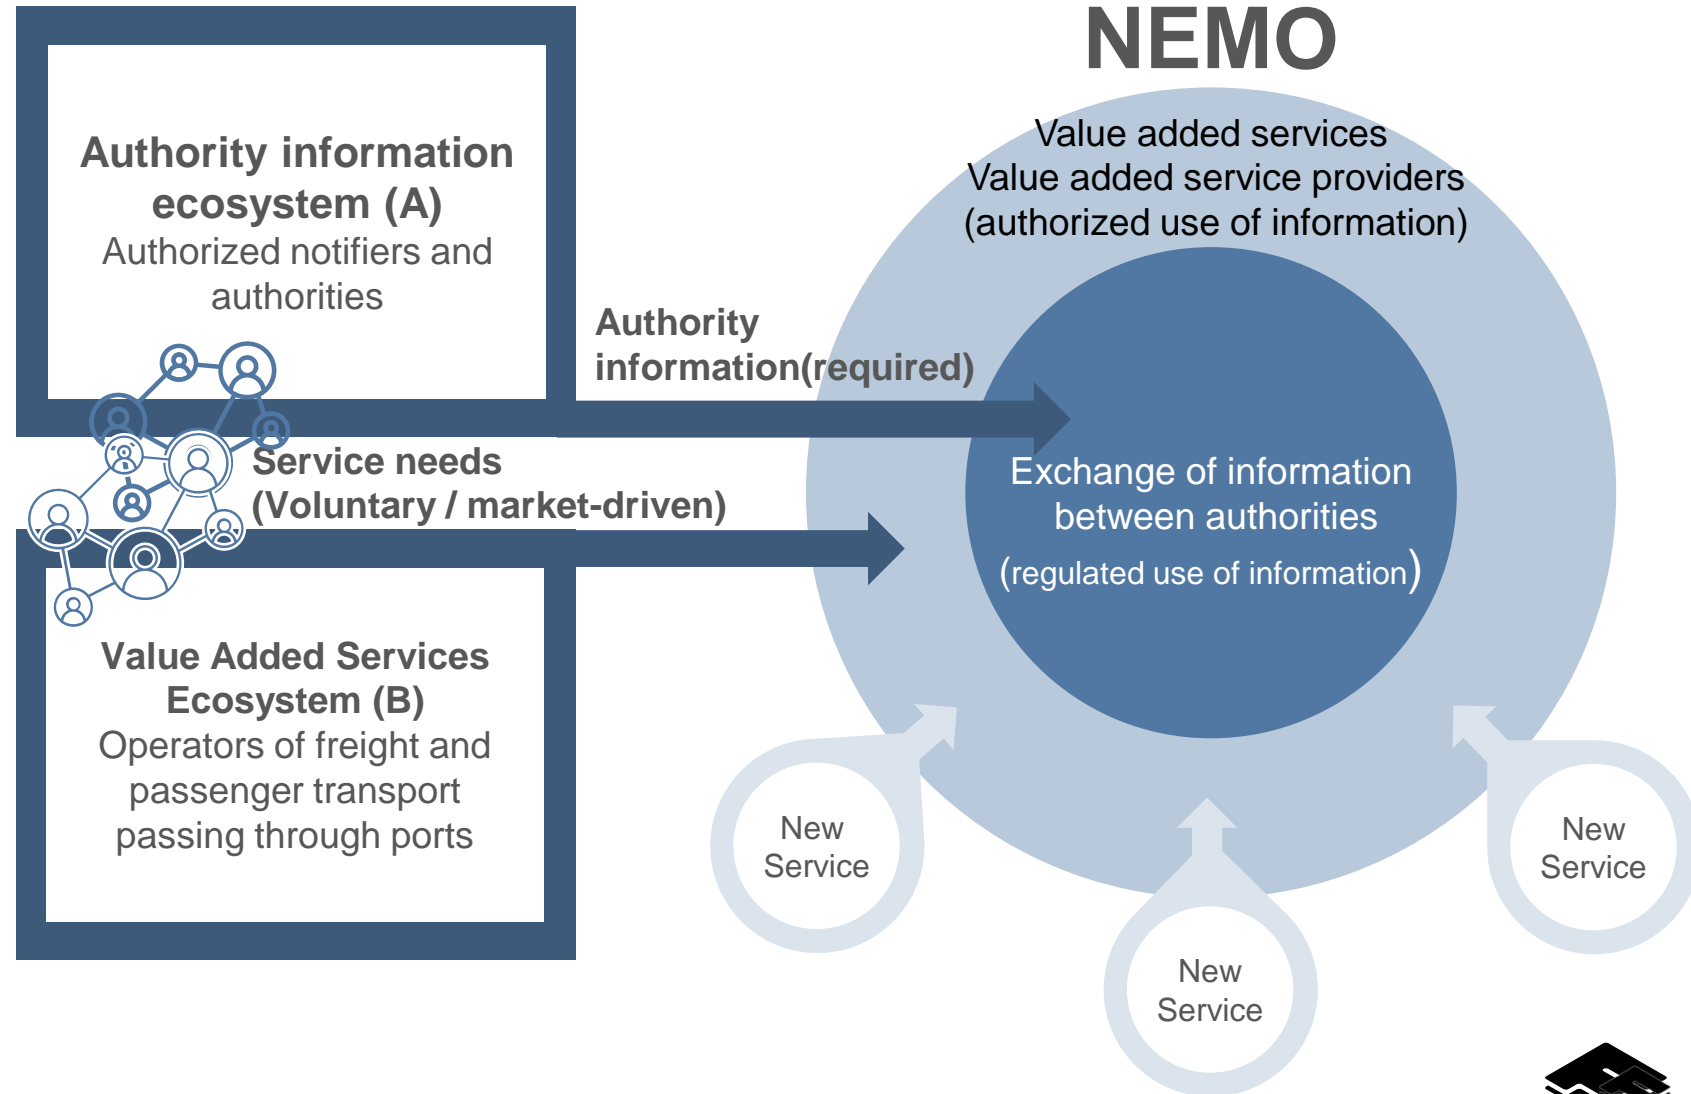 NEMO
Authority information
ecosystem (A)
Authorized notifiers and
authorities
Value added services
Value added service providers
(authorized use of information)
Authority
information(required)
Service needs
(Voluntary / market-driven)
Exchange of information
between authorities
(regulated use of information)
Value Added Services
Ecosystem (B)
Operators of freight and
passenger transport
passing through ports
New
Service
New
Service
New
Service